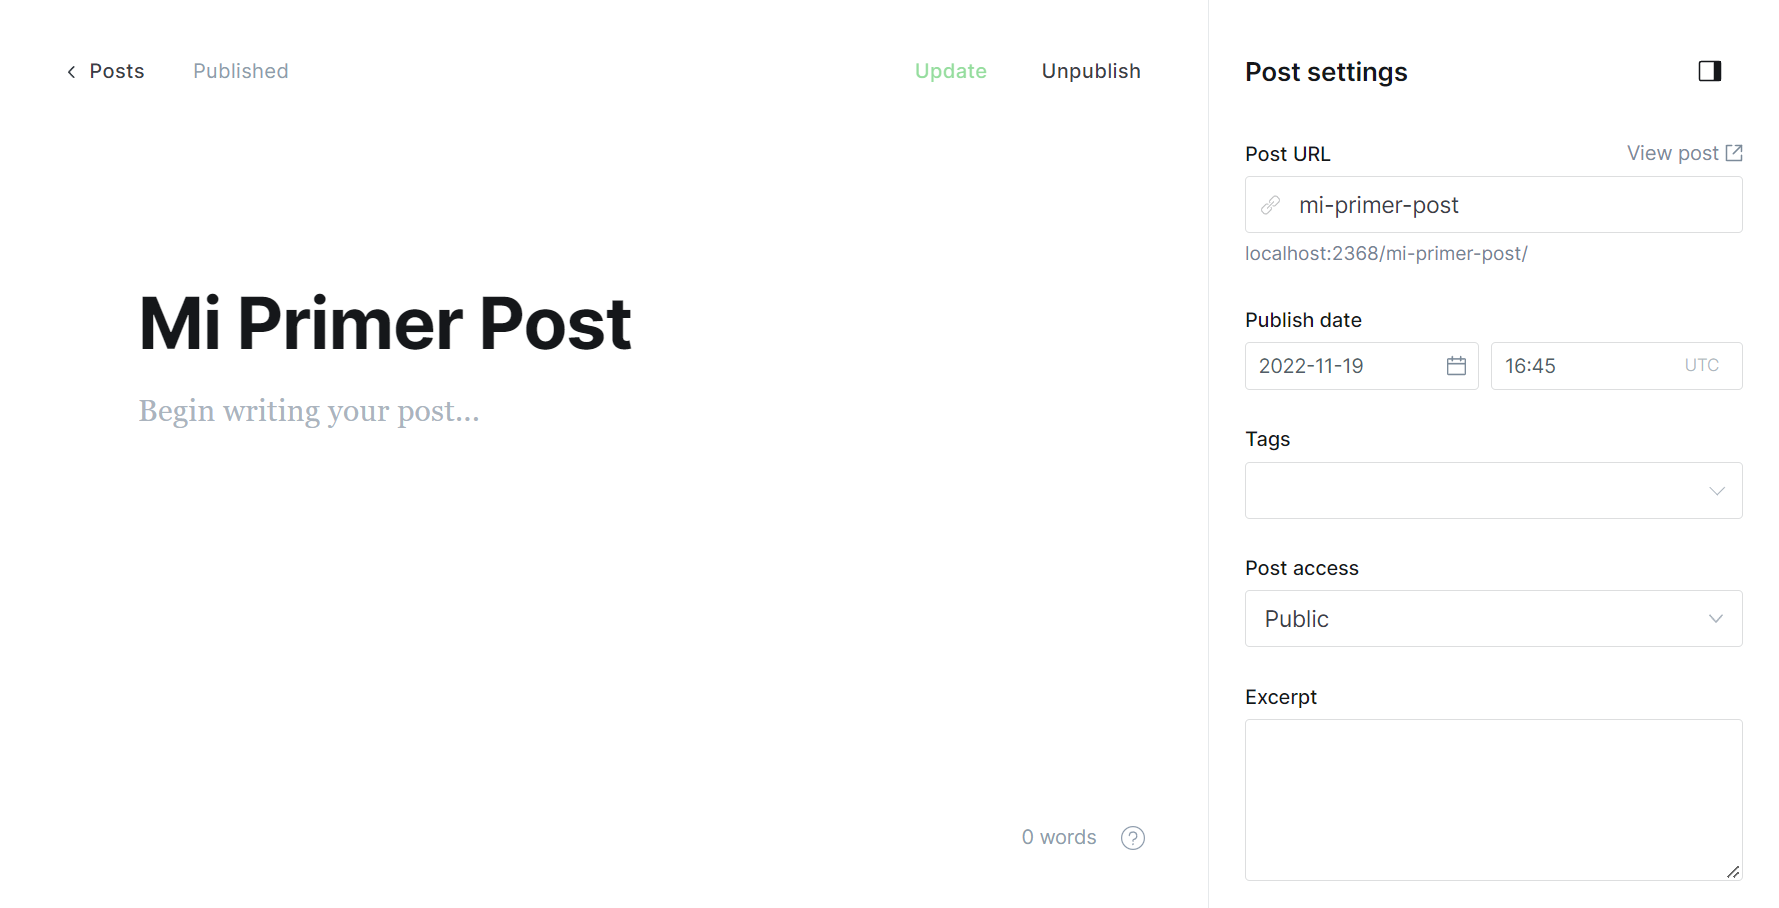 Posts
Published
Update
Unpublish
Mi Primer Post
Begin writing your post...
0 words
?
Post settings
Post URL
View post
mi-primer-post
localhost:2368/mi-primer-post/
Publish date
2022-11-19
16:45
UTC
Tags
Post access
Public
Excerpt